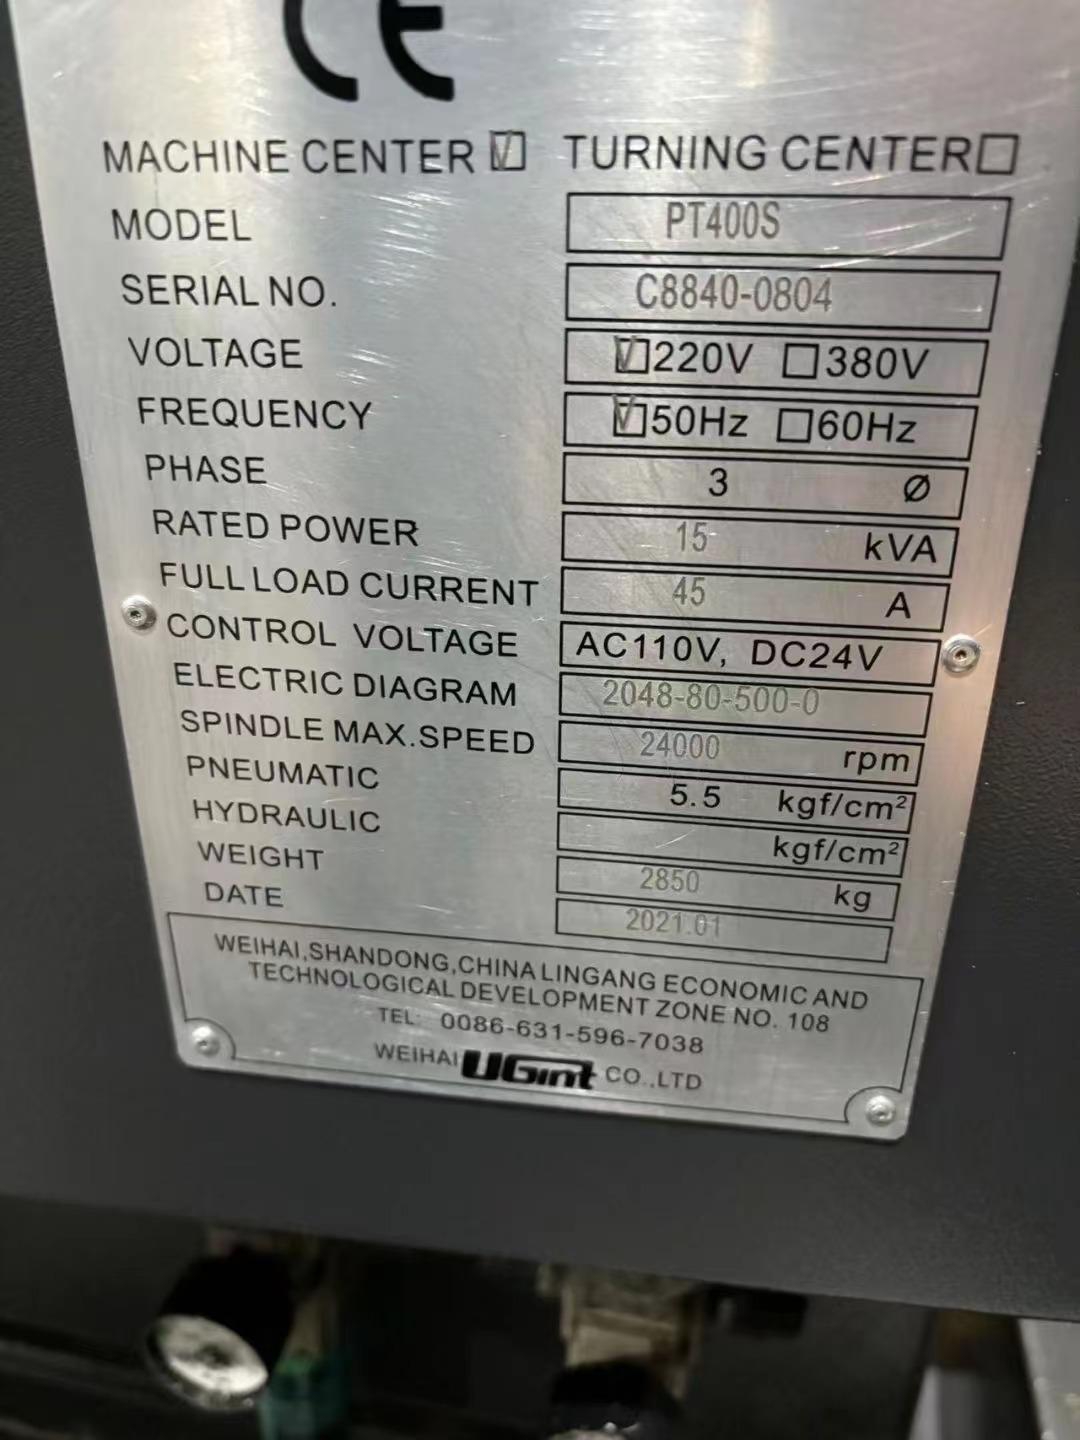 CE
MACHINE CENTER ☑ TURNING CENTER ☐
MODEL PT400S
SERIAL NO. C8840-0804
VOLTAGE ☑220V ☐380V
FREQUENCY ☑50Hz ☐60Hz
PHASE 3 Ø
RATED POWER 15 kVA
FULL LOAD CURRENT 45 A
CONTROL VOLTAGE AC110V, DC24V
ELECTRIC DIAGRAM 2048-80-500-0
SPINDLE MAX.SPEED 24000 rpm
PNEUMATIC 5.5 kgf/cm²
HYDRAULIC kgf/cm²
WEIGHT 2850 kg
DATE 2021.01
WEIHAI,SHANDONG,CHINA LINGANG ECONOMIC AND
TECHNOLOGICAL DEVELOPMENT ZONE NO. 108
TEL: 0086-631-596-7038
WEIHAI UGint CO.,LTD